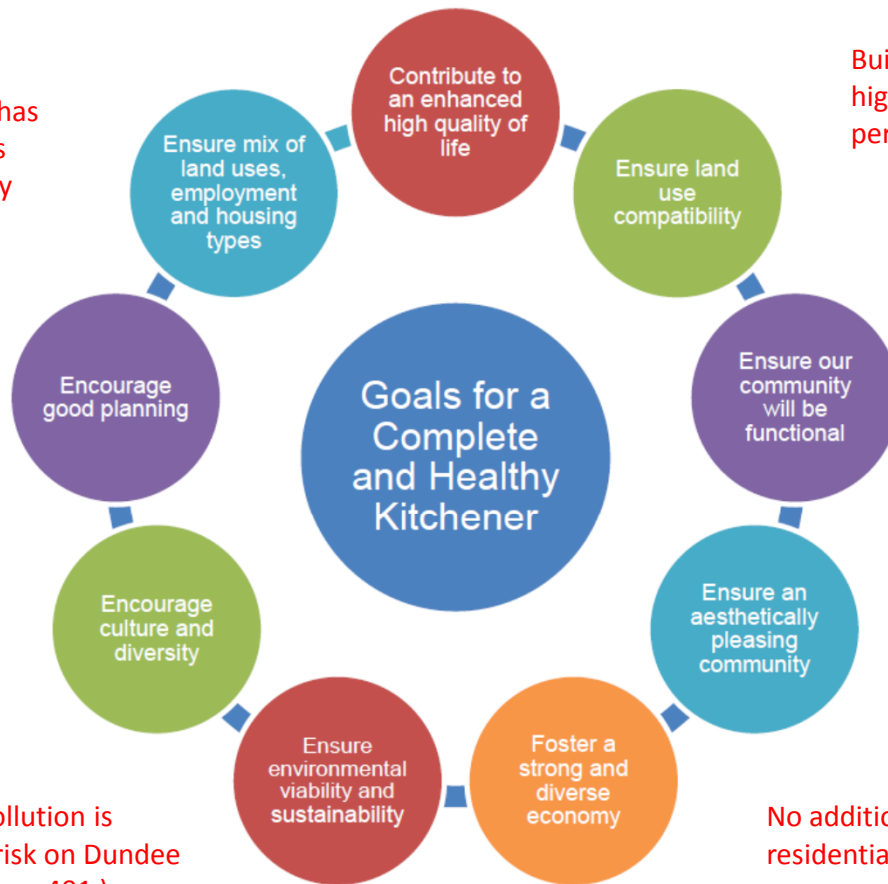 has
s
y
Bui
hig
per
Contribute to
an enhanced
high quality of
life
Ensure land
use
compatibility
Ensure our
community
will be
functional
Ensure an
aesthetically
pleasing
community
Foster a
strong and
diverse
economy
Ensure
environmental
viability and
sustainability
Encourage
culture and
diversity
Encourage
good planning
Ensure mix of
land uses,
employment
and housing
types
Goals for a
Complete
and Healthy
Kitchener
ollution is
risk on Dundee
No additio
residentia